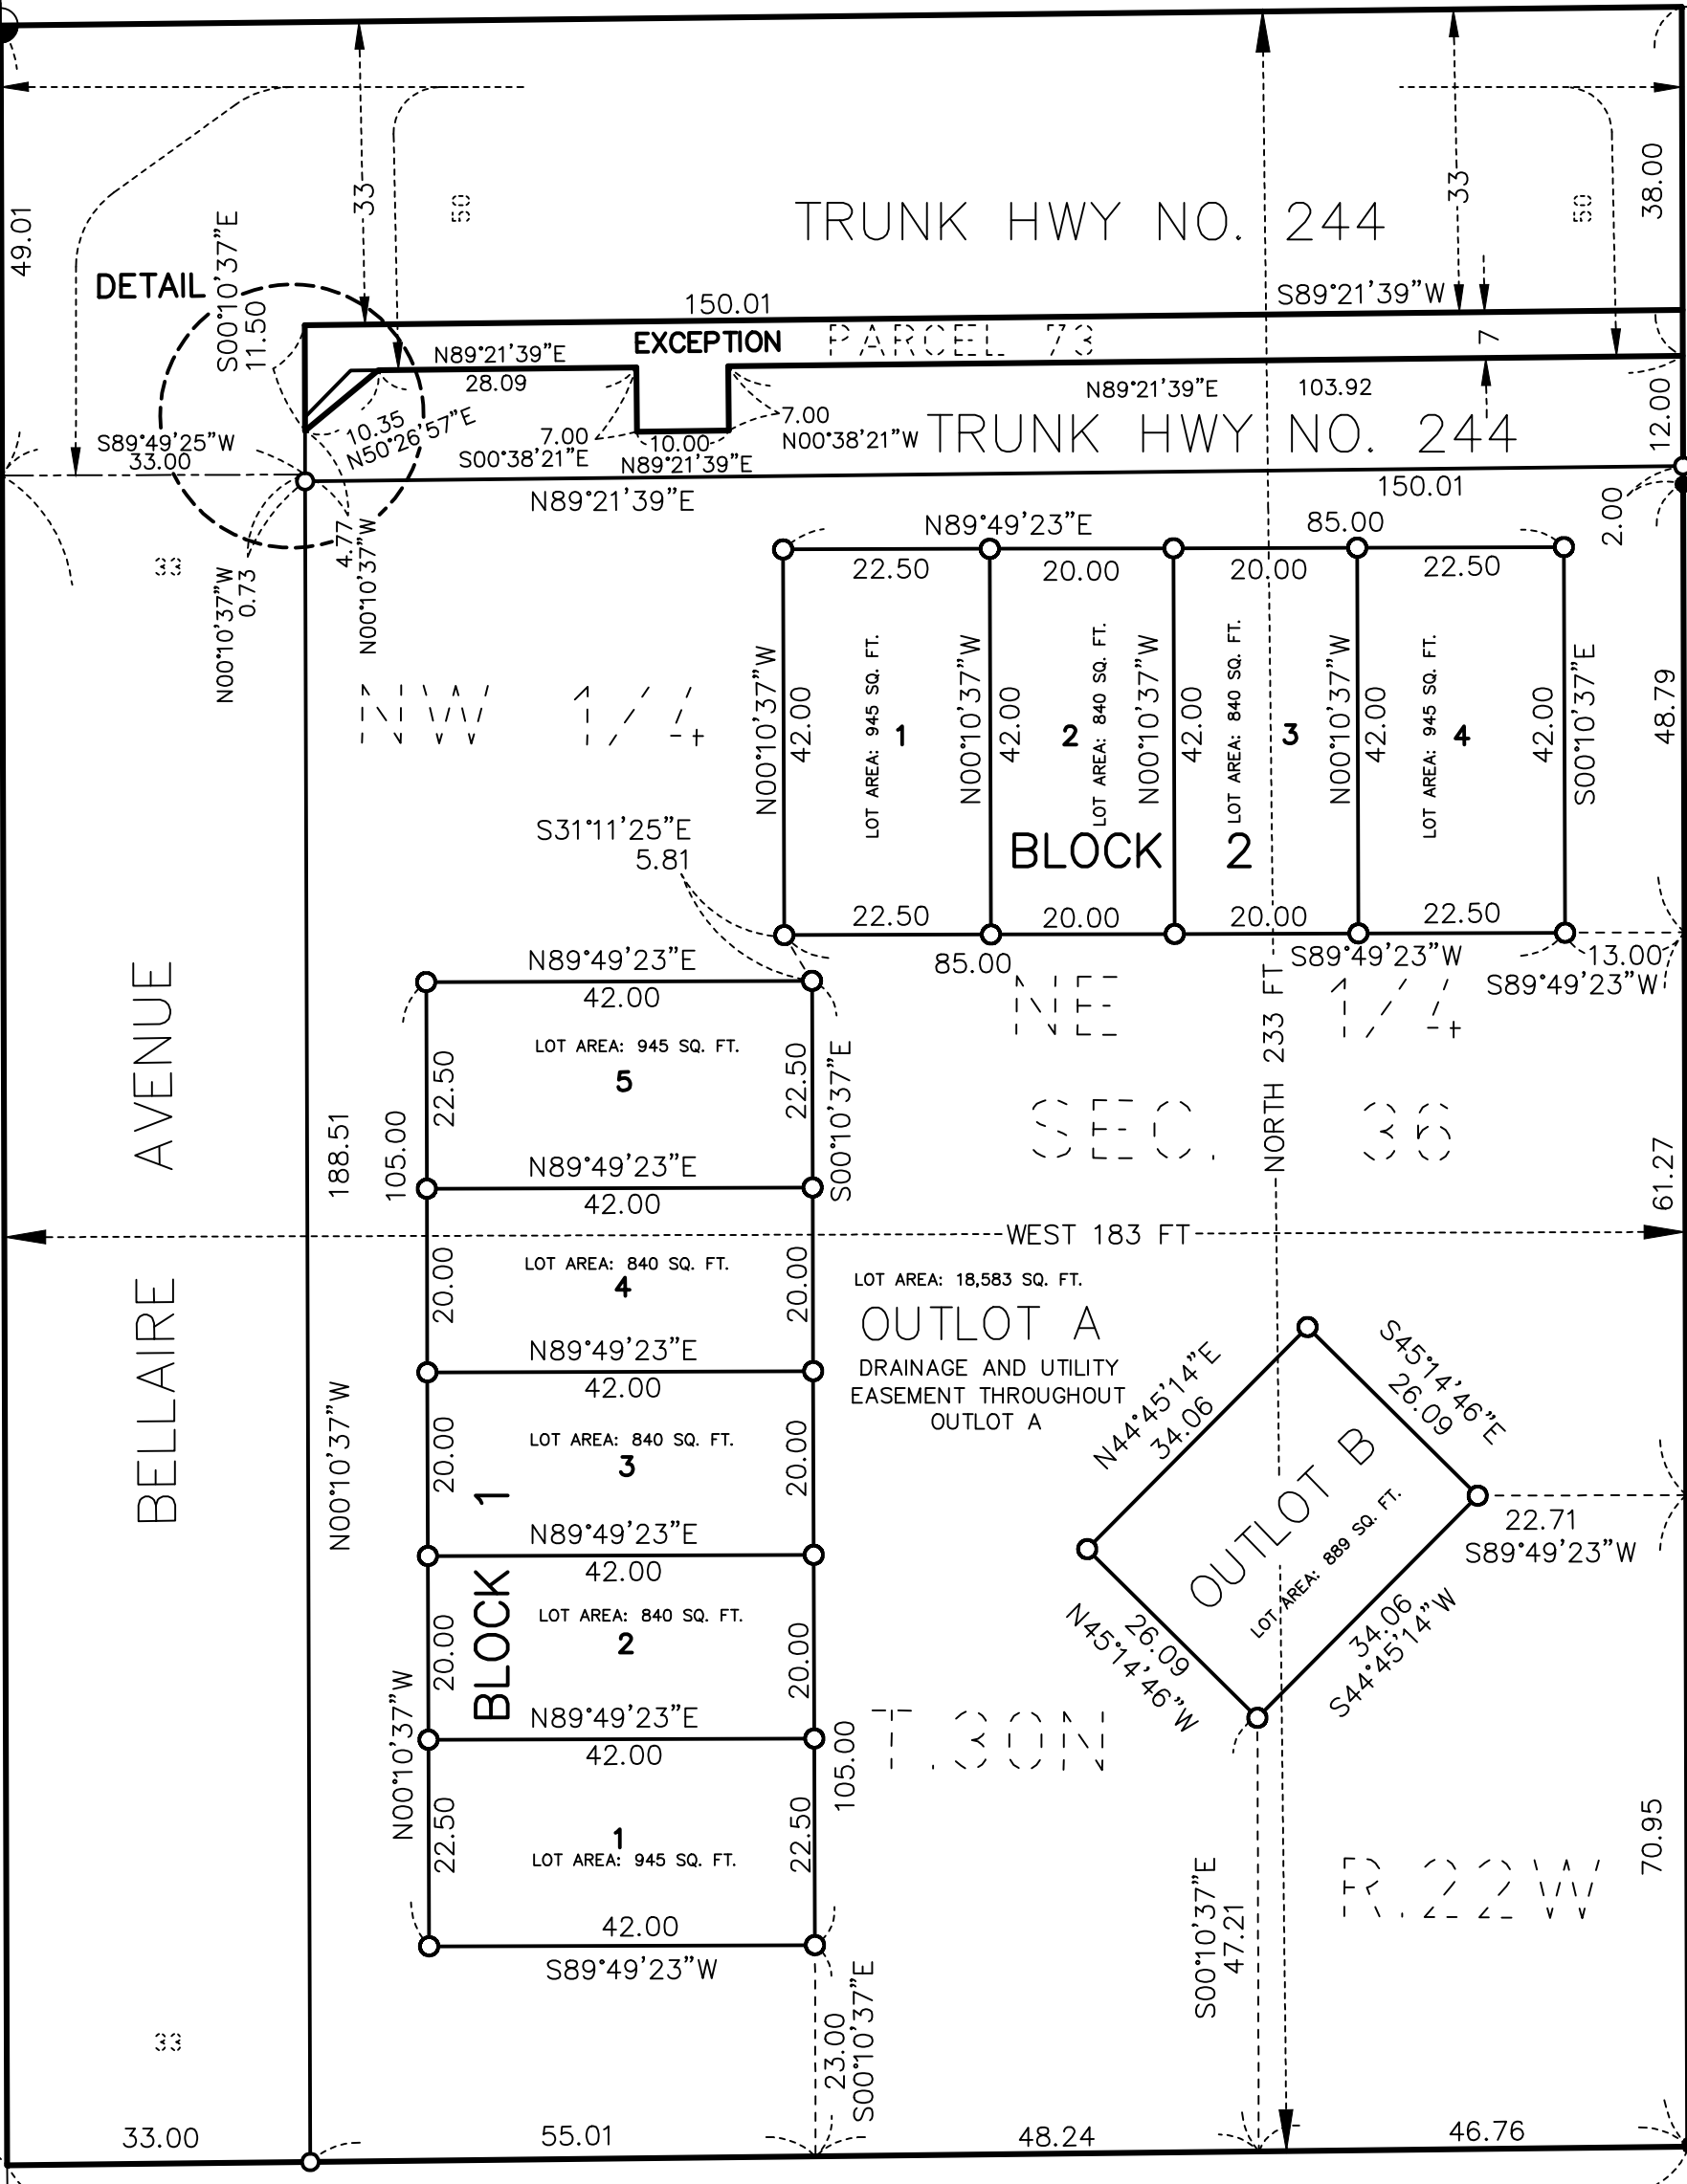 33
50
TRUNK HWY NO. 244
33
50
38.00
49.01
DETAIL
S00°10'37"E
11.50
150.01
S89°21'39"W
EXCEPTION
PARCEL 73
7
N89°21'39"E
28.09
N89°21'39"E
103.92
10.35
N50°26'57"E
7.00
S00°38'21"E
10.00
N89°21'39"E
7.00
N00°38'21"W
TRUNK HWY NO. 244
12.00
S89°49'25"W
33.00
N89°21'39"E
150.01
2.00
4.77
N00°10'37"W
N00°10'37"W
0.73
33
N89°49'23"E
85.00
22.50
20.00
20.00
22.50
NW 1/4
N00°10'37"W
42.00
LOT AREA: 945 SQ. FT.
1
N00°10'37"W
42.00
2
LOT AREA: 840 SQ. FT.
N00°10'37"W
42.00
LOT AREA: 840 SQ. FT.
3
N00°10'37"W
42.00
LOT AREA: 945 SQ. FT.
4
42.00
S00°10'37"E
48.79
BLOCK 2
S31°11'25"E
5.81
22.50
20.00
20.00
22.50
85.00
S89°49'23"W
13.00
S89°49'23"W
NE 1/4
SEC. 36
NORTH 233 FT
61.27
BELLAIRE AVENUE
188.51
N00°10'37"W
105.00
N00°10'37"W
N89°49'23"E
42.00
LOT AREA: 945 SQ. FT.
5
22.50
22.50
S00°10'37"E
N89°49'23"E
42.00
WEST 183 FT
LOT AREA: 840 SQ. FT.
4
20.00
20.00
N89°49'23"E
42.00
LOT AREA: 840 SQ. FT.
3
20.00
20.00
BLOCK 1
N89°49'23"E
42.00
LOT AREA: 840 SQ. FT.
2
20.00
20.00
N89°49'23"E
42.00
1
LOT AREA: 945 SQ. FT.
22.50
22.50
105.00
42.00
S89°49'23"W
LOT AREA: 18,583 SQ. FT.
OUTLOT A
DRAINAGE AND UTILITY
EASEMENT THROUGHOUT
OUTLOT A
N44°45'14"E
34.06
S45°14'46"E
26.09
OUTLOT B
LOT AREA: 889 SQ. FT.
26.09
N45°14'46"W
34.06
S44°45'14"W
22.71
S89°49'23"W
T.30N
R.22W
70.95
S00°10'37"E
47.21
23.00
S00°10'37"E
33
33.00
55.01
48.24
46.76